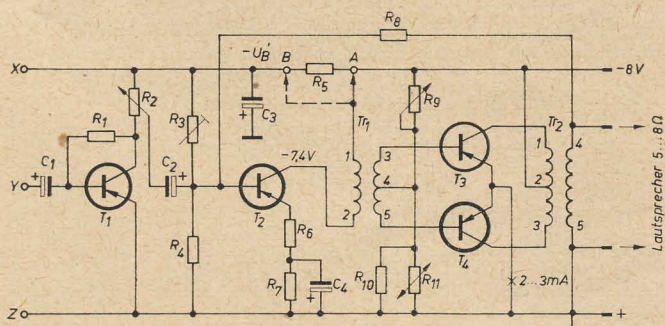 R8
-U'B B A
X R5 -8V
R2 R9
R1 R3 + C3 Tr1 Tr2
-7,4V 1 3 1 4
C1 C2 T3
Y + + 4 2
T1 T2 2 5 3 5
R6 T4
R4 R10 R11 × 2...3mA
R7 + C4
Z +
Lautsprecher 5...8Ω